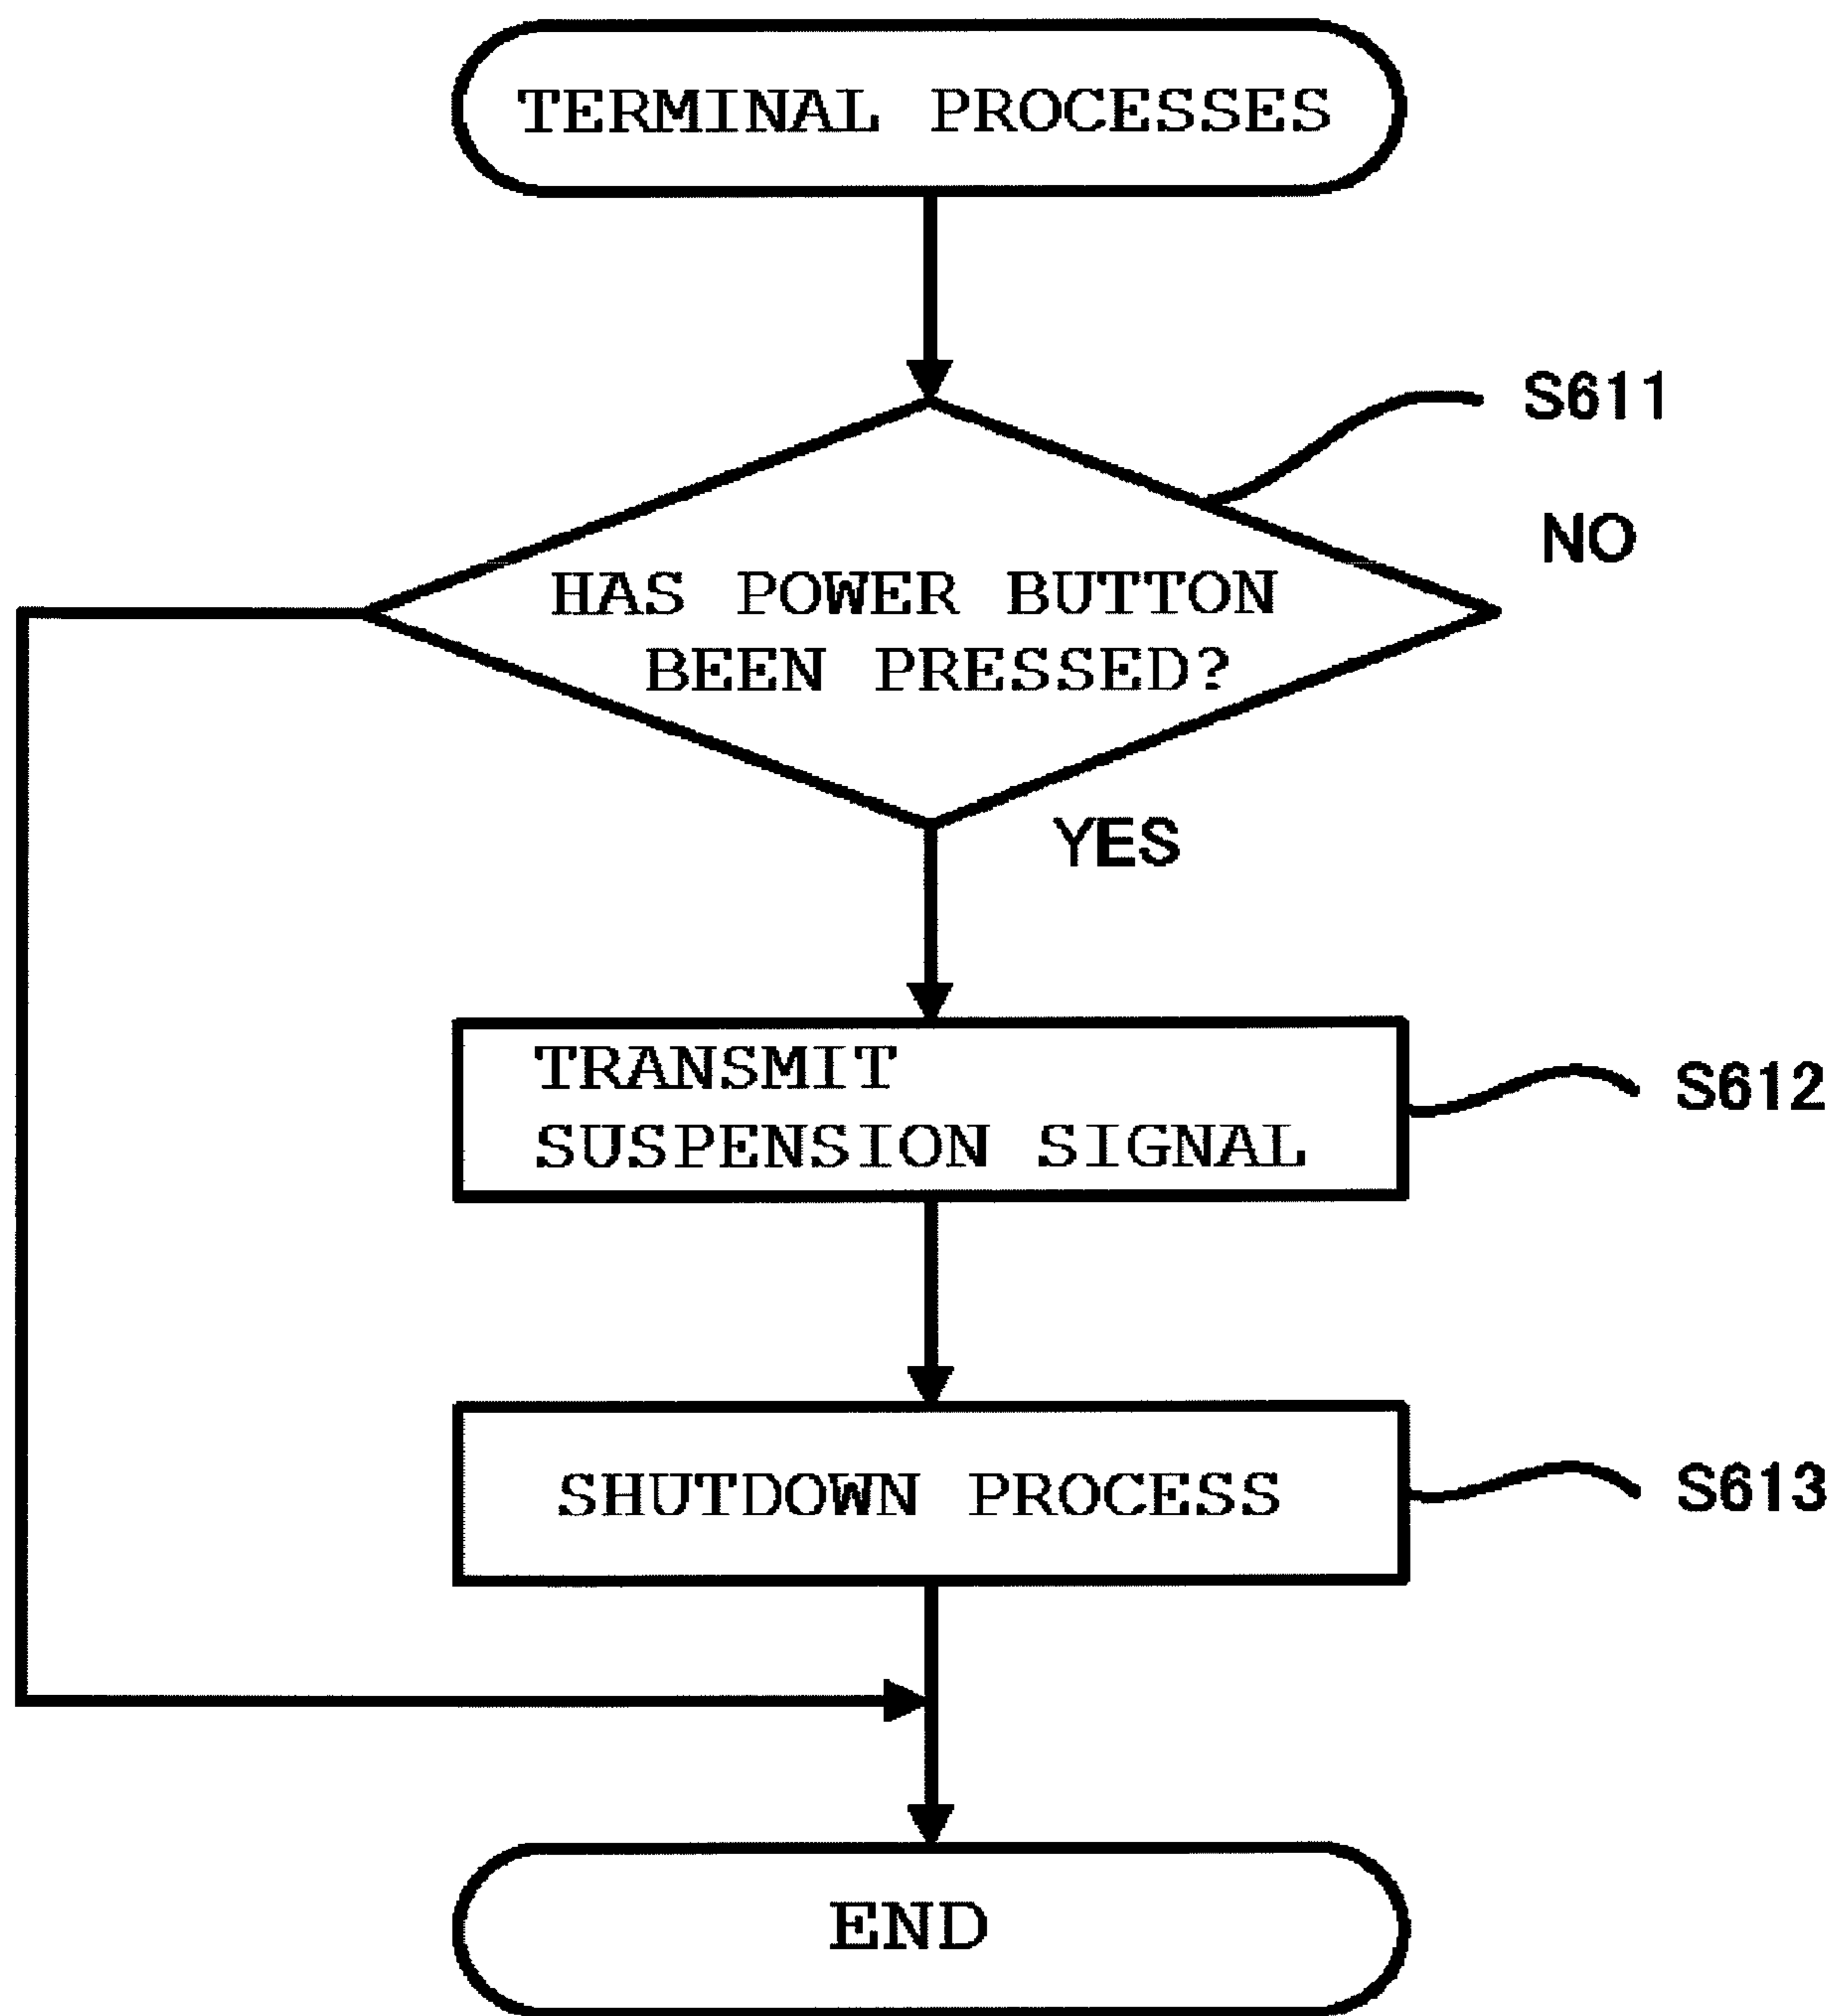 TERMINAL PROCESSES
S611
NO
HAS POWER BUTTON
BEEN PRESSED?
YES
TRANSMIT
SUSPENSION SIGNAL
S612
SHUTDOWN PROCESS
S613
END